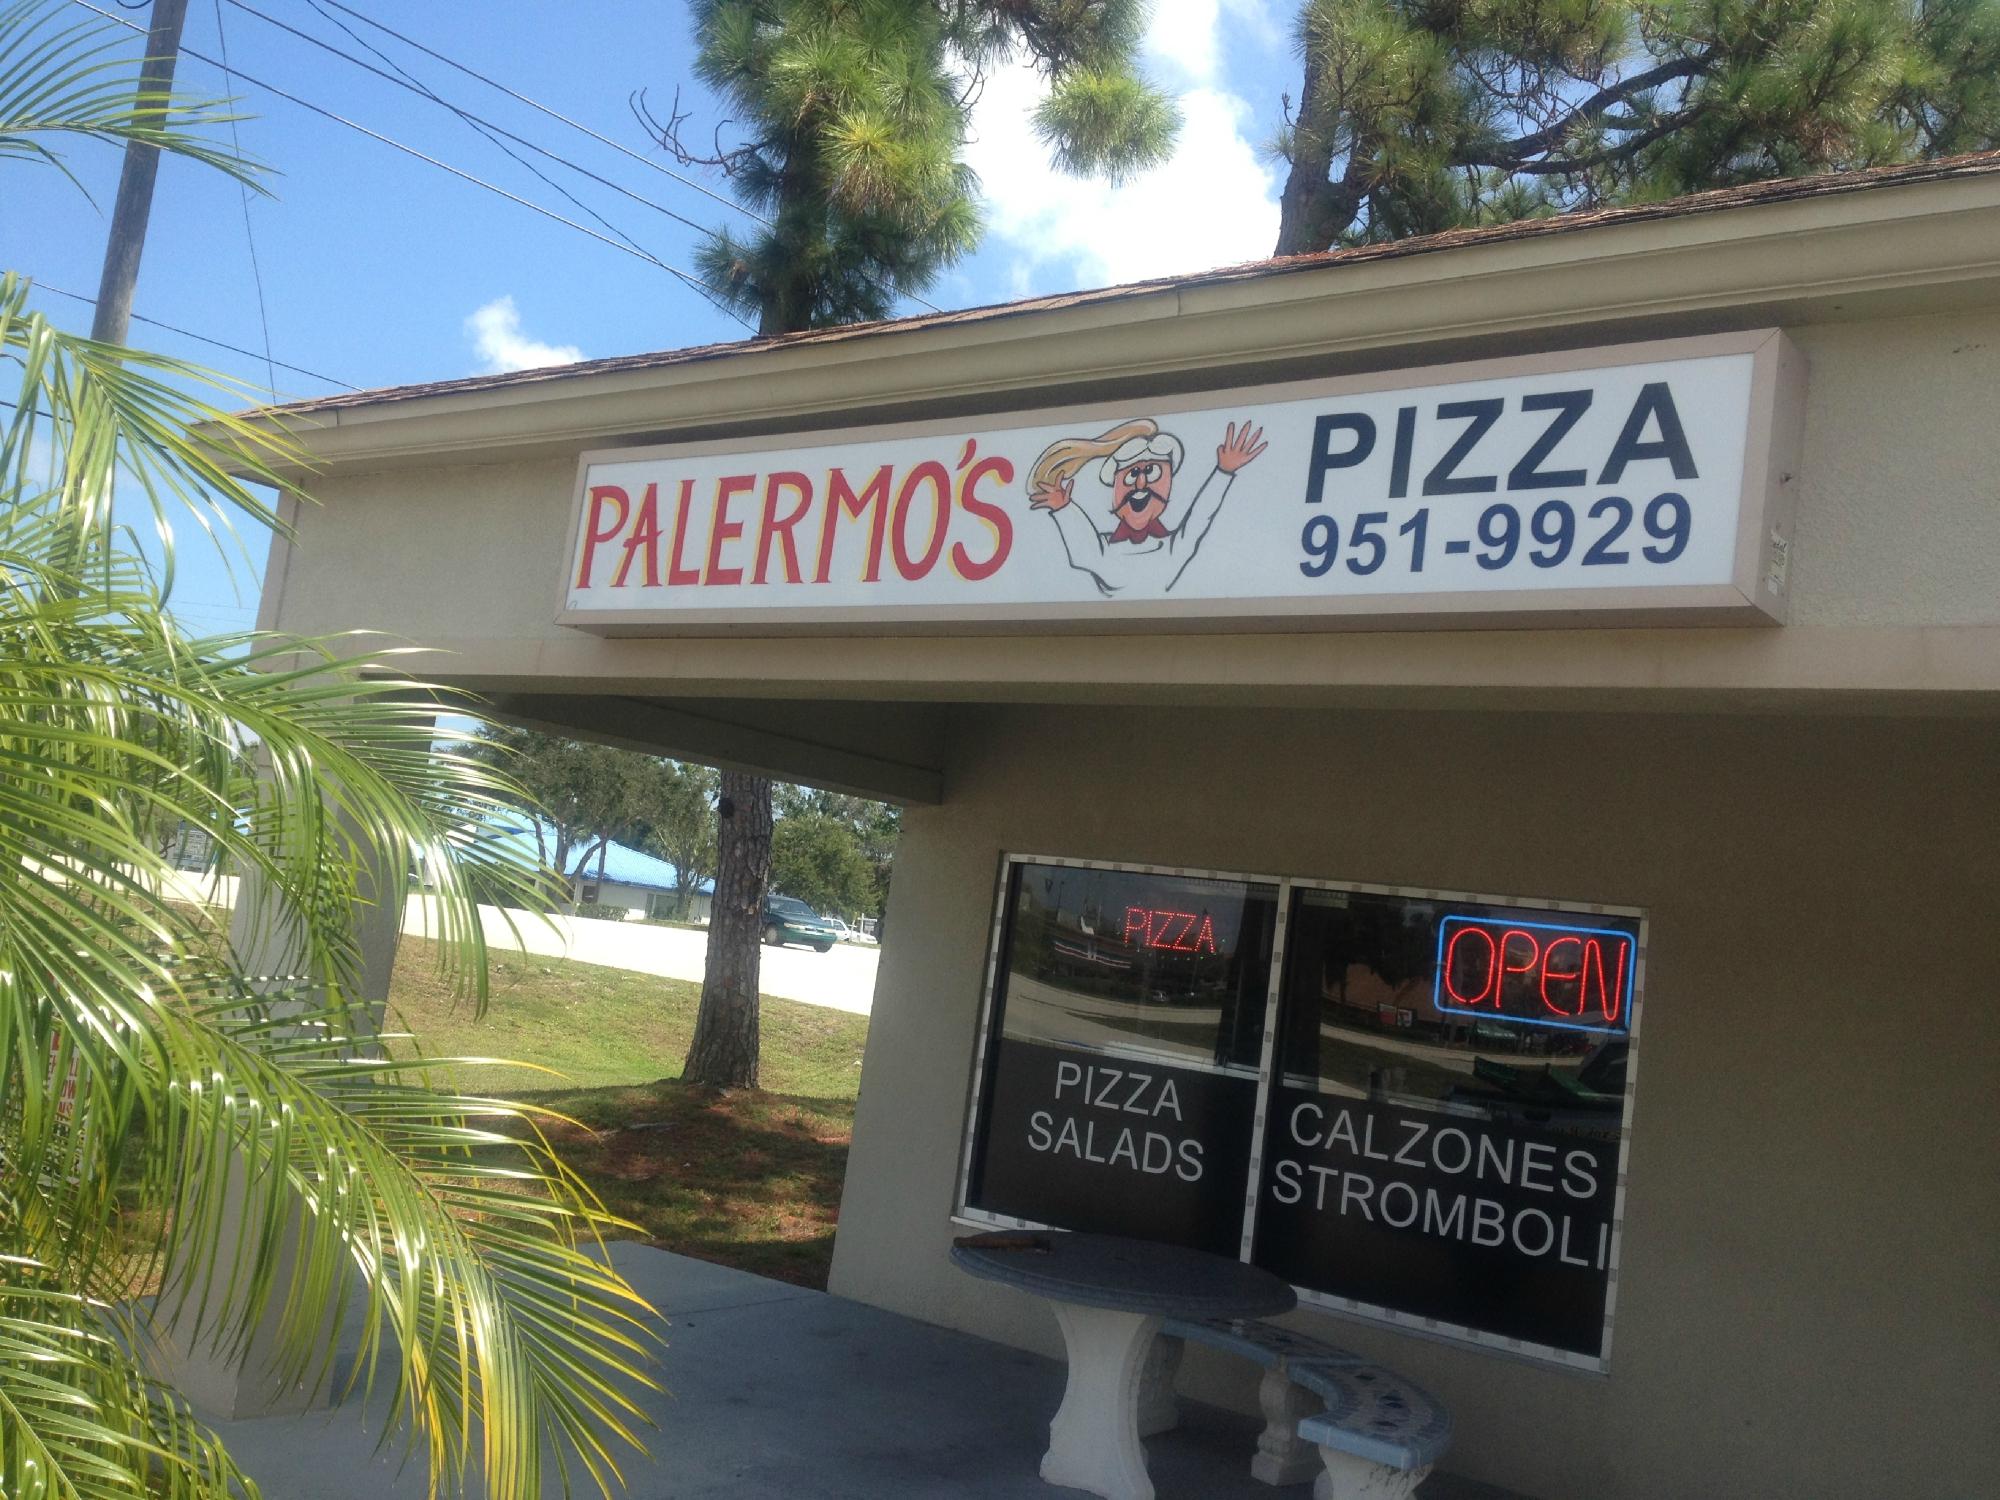 PALERMO'S
PIZZA
951-9929
PIZZA
OPEN
PIZZA
SALADS
CALZONES
STROMBOLI